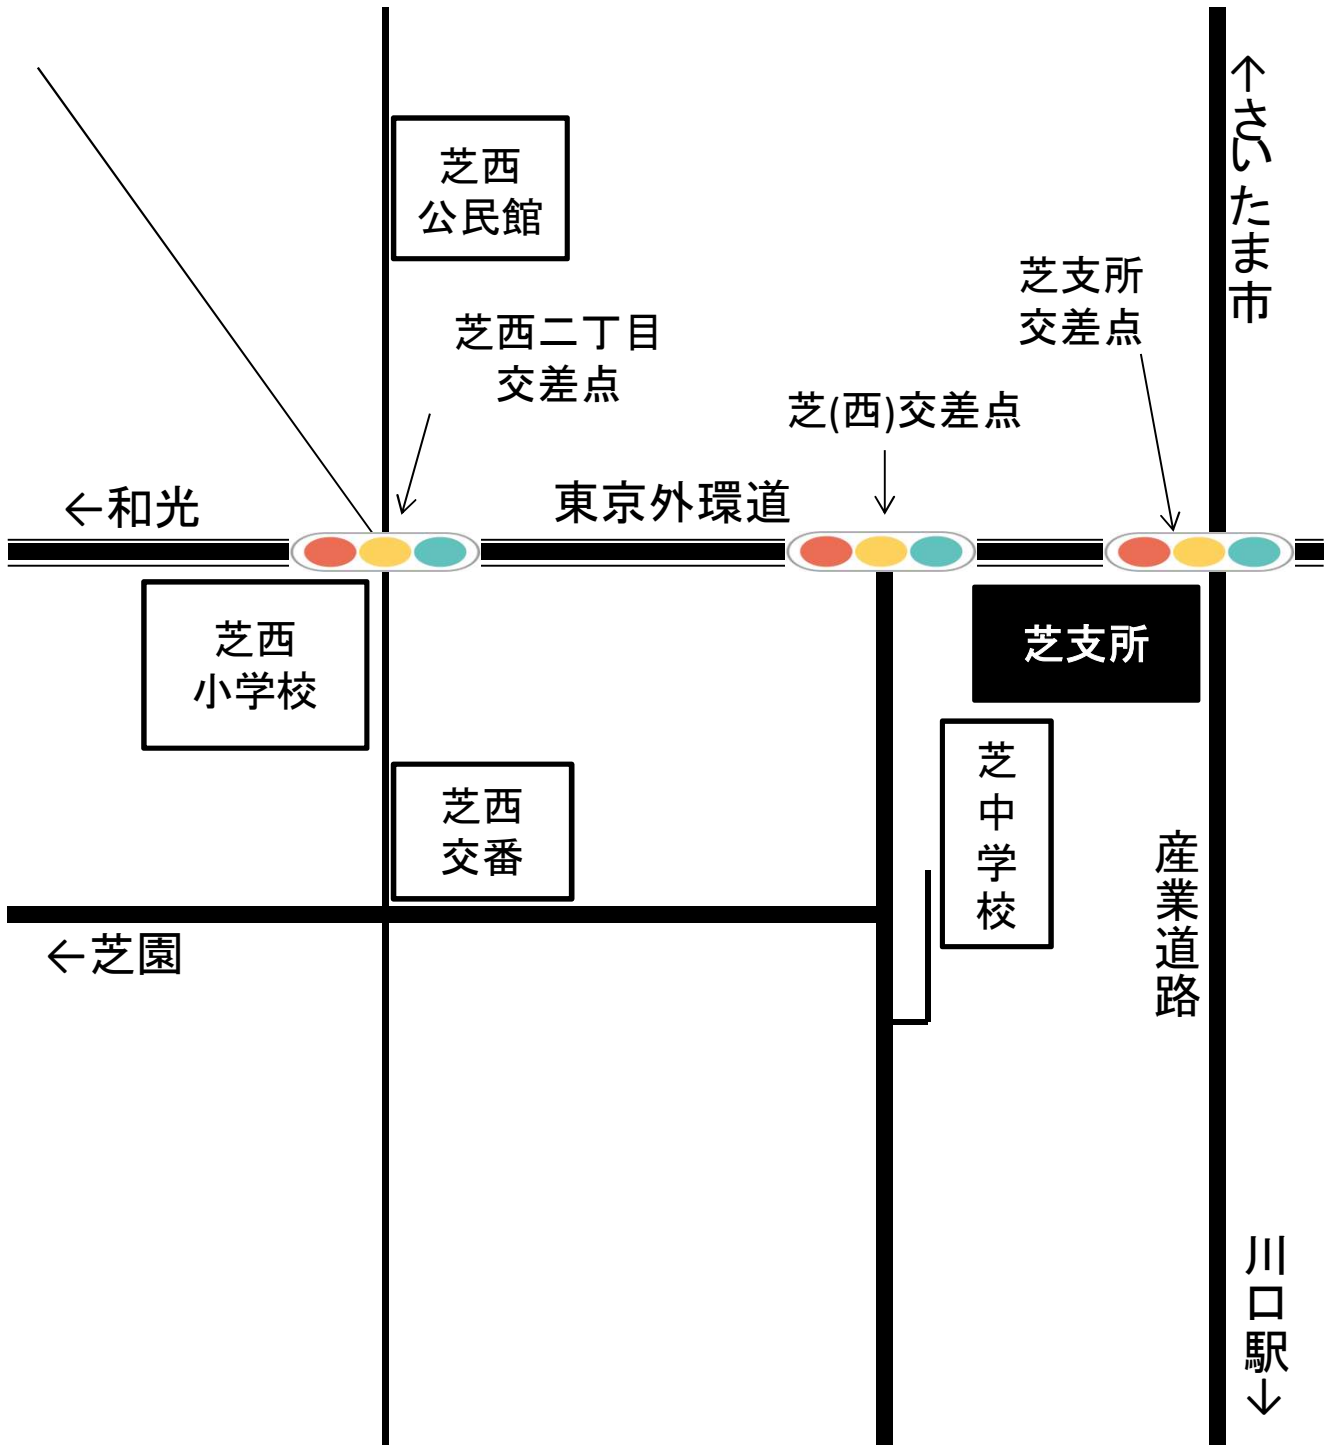 芝西
公民館
↑さいたま市
芝支所
交差点
芝西二丁目
交差点
芝(西)交差点
←和光
東京外環道
芝西
小学校
芝支所
芝中学校
芝西
交番
産業道路
←芝園
川口駅↓